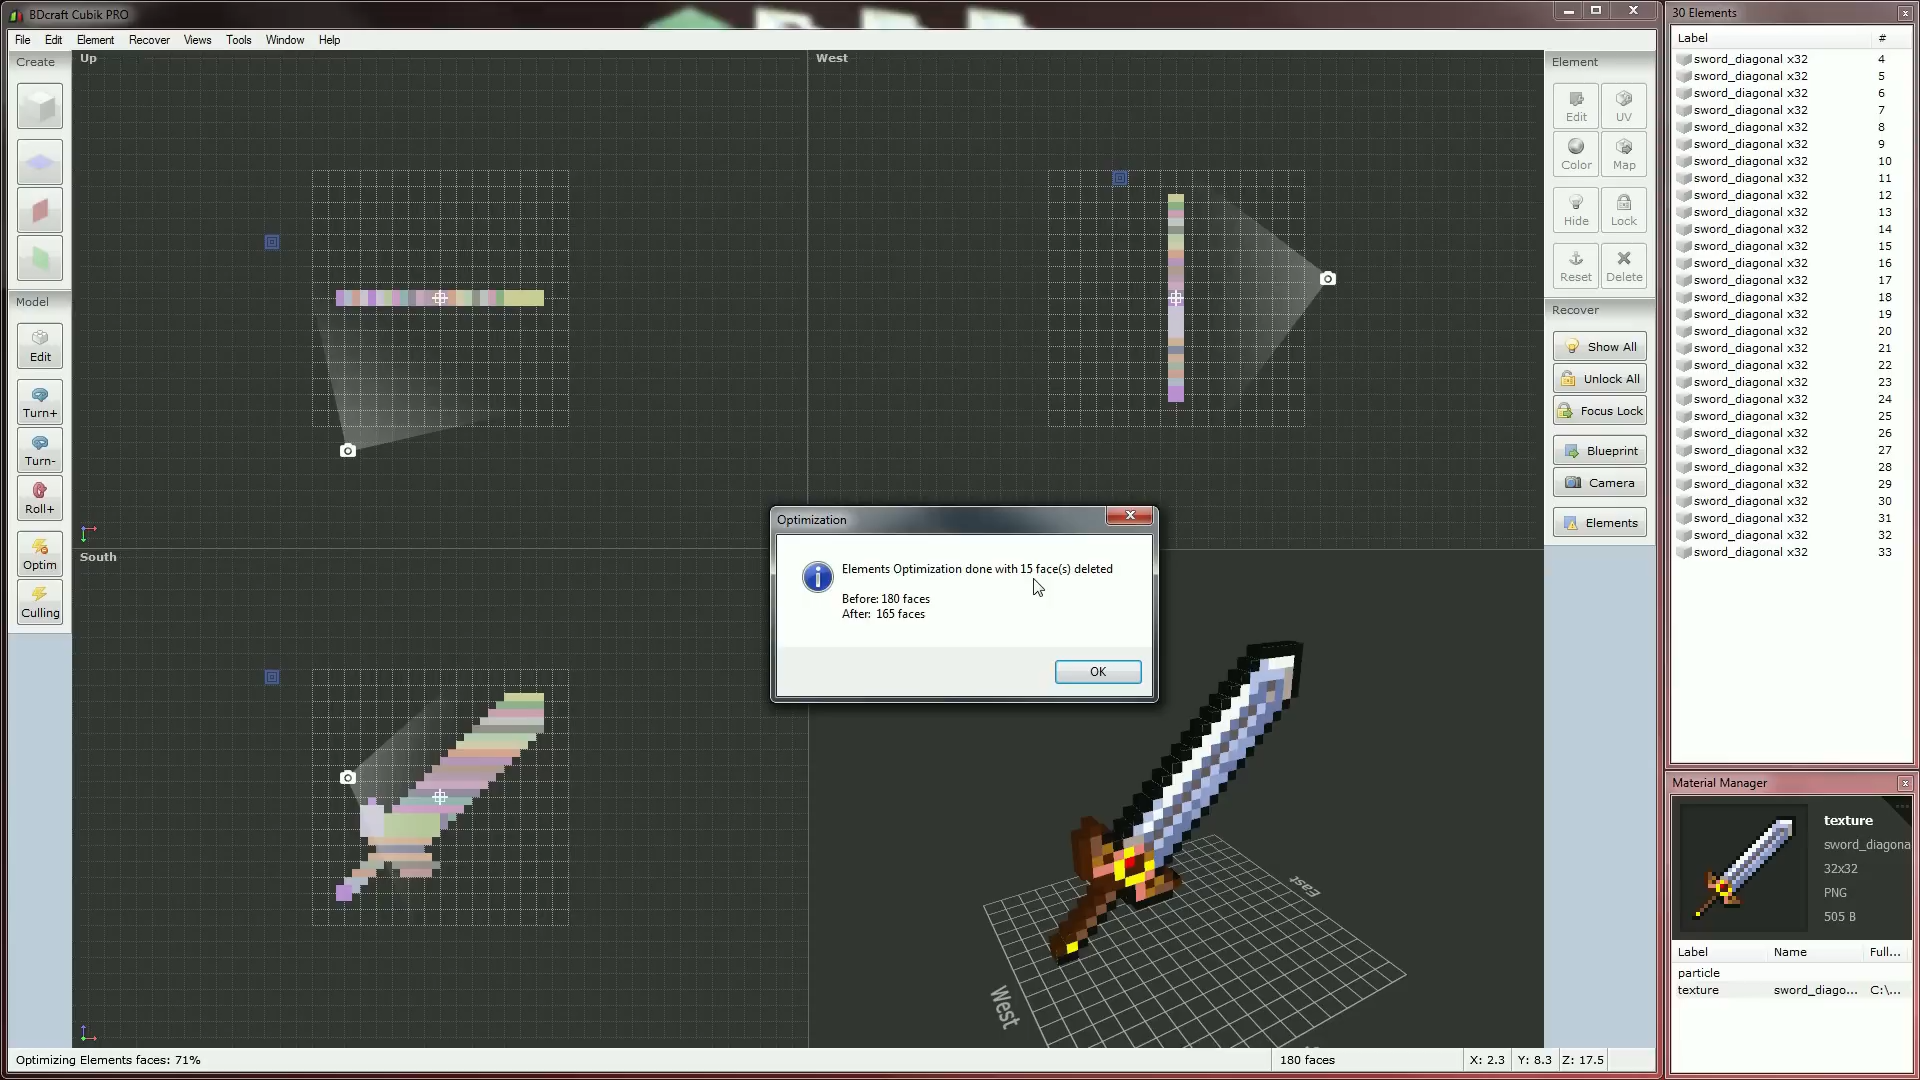 BDcraft Cubik PRO
File Edit Element Recover Views Tools Window Help
Create
Model
Edit
Turn+
Turn-
Roll+
Optim
Culling
Up
West
South
East
West
Optimization
Elements Optimization done with 15 face(s) deleted
Before: 180 faces
After: 165 faces
OK
Element
Edit UV
Color Map
Hide Lock
Reset Delete
Recover
Show All
Unlock All
Focus Lock
Blueprint
Camera
Elements
30 Elements
Label #
sword_diagonal x32 4
sword_diagonal x32 5
sword_diagonal x32 6
sword_diagonal x32 7
sword_diagonal x32 8
sword_diagonal x32 9
sword_diagonal x32 10
sword_diagonal x32 11
sword_diagonal x32 12
sword_diagonal x32 13
sword_diagonal x32 14
sword_diagonal x32 15
sword_diagonal x32 16
sword_diagonal x32 17
sword_diagonal x32 18
sword_diagonal x32 19
sword_diagonal x32 20
sword_diagonal x32 21
sword_diagonal x32 22
sword_diagonal x32 23
sword_diagonal x32 24
sword_diagonal x32 25
sword_diagonal x32 26
sword_diagonal x32 27
sword_diagonal x32 28
sword_diagonal x32 29
sword_diagonal x32 30
sword_diagonal x32 31
sword_diagonal x32 32
sword_diagonal x32 33
Material Manager
texture
sword_diagona
32x32
PNG
505 B
Label Name Full...
particle
texture sword_diago... C:\...
Optimizing Elements faces: 71%
180 faces
X: 2.3 Y: 8.3 Z: 17.5